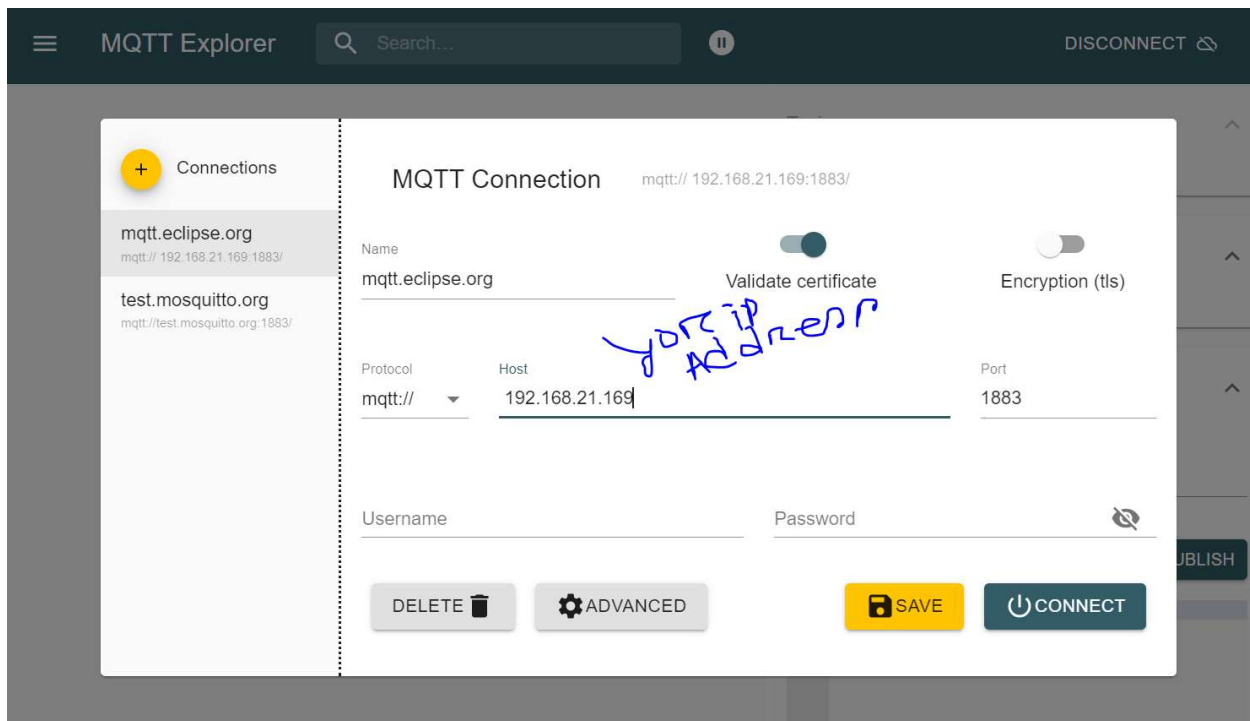 MQTT Explorer
Search...
DISCONNECT
Connections
mqtt.eclipse.org
mqtt:// 192.168.21.169:1883/
test.mosquitto.org
mqtt://test.mosquitto.org:1883/
MQTT Connection mqtt:// 192.168.21.169:1883/
Name
mqtt.eclipse.org
Validate certificate
Encryption (tls)
Protocol
mqtt://
Host
192.168.21.169
Port
1883
ip
Username
Password
DELETE
ADVANCED
SAVE
CONNECT